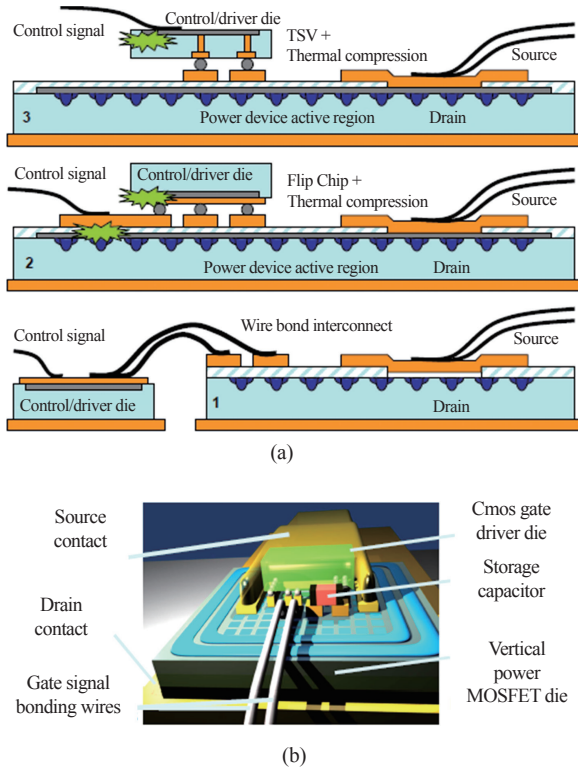 Control signal
Control/driver die
TSV +
Thermal compression
Source
3
Power device active region
Drain
Control signal
Control/driver die
Flip Chip +
Thermal compression
Source
2
Power device active region
Drain
Wire bond interconnect
Control signal
Source
Control/driver die
1
Drain
(a)
Source
contact
Cmos gate
driver die
Storage
capacitor
Drain
contact
Vertical
power
MOSFET die
Gate signal
bonding wires
(b)